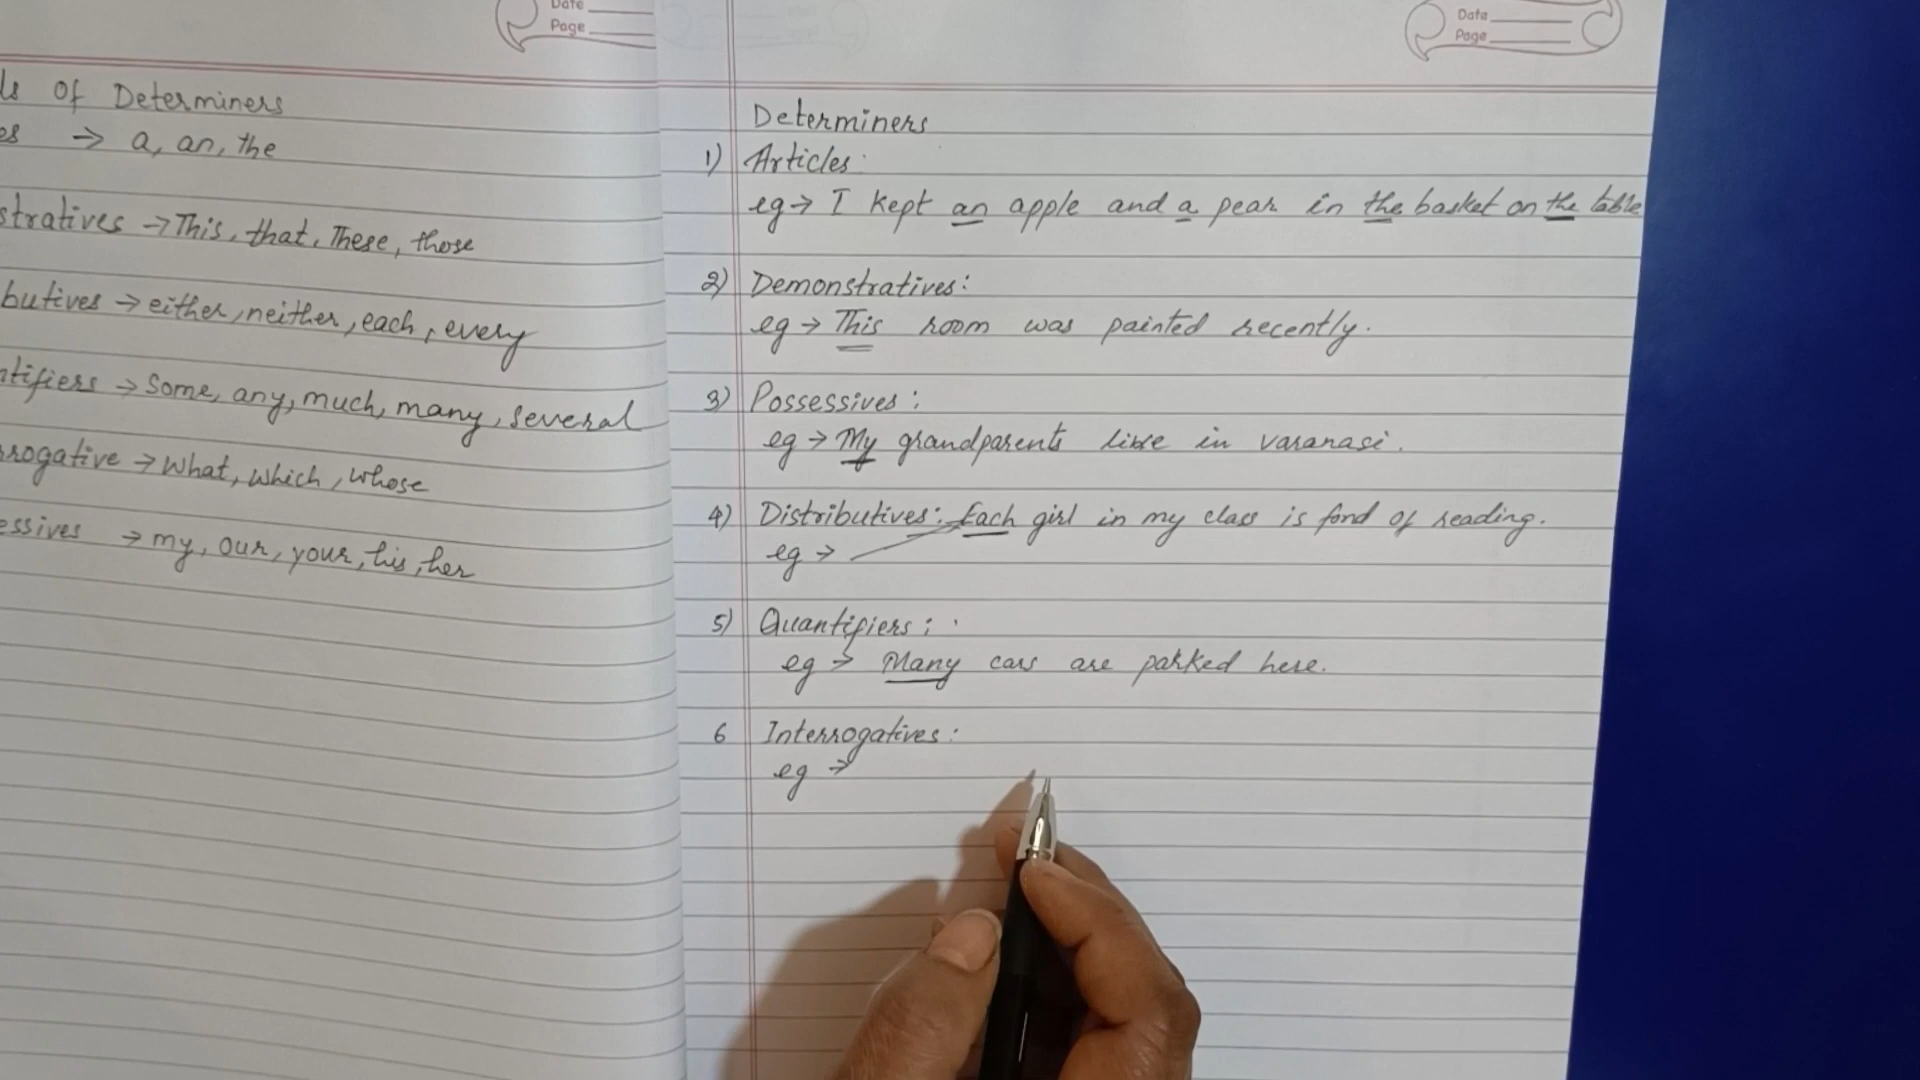 Date
Page
ls Of Determiners
es → a, an, the
stratives → This, that, These, those
butives → either, neither, each, every
ntifiers → Some, any, much, many, several
rrogative → What, Which, Whose
essives → my, our, your, his, her
Date
Page
Determiners
1) Articles:
eg → I kept an apple and a pear in the basket on the table
2) Demonstratives:
eg → This room was painted recently.
3) Possessives:
eg → My grandparents live in varanasi.
4) Distributives: Each girl in my class is fond of reading.
eg →
5) Quantifiers:
eg → Many cars are parked here.
6 Interrogatives:
eg →